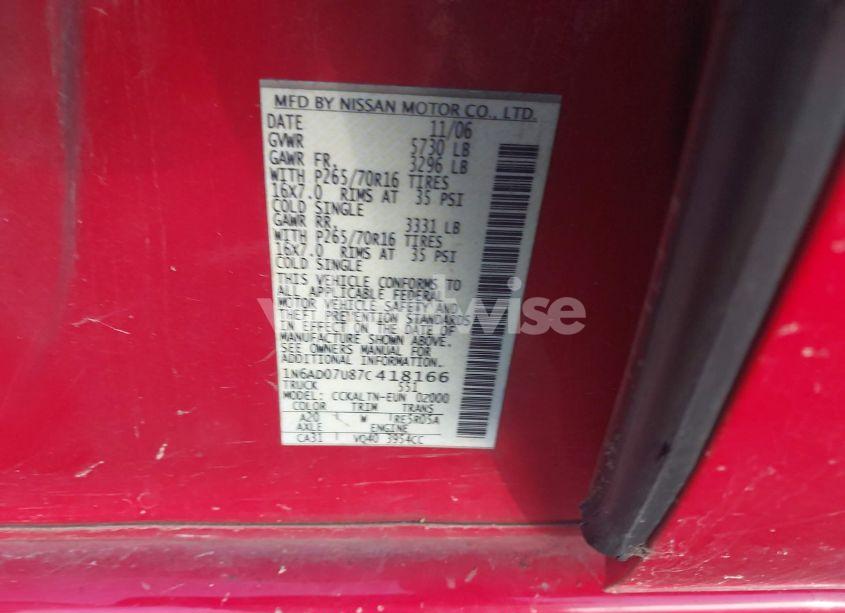 MFD BY NISSAN MOTOR CO., LTD.
DATE 11/06
GVWR 5730 LB
GAWR FR. 3296 LB
WITH P265/70R16 TIRES
16X7.0 RIMS AT 35 PSI
COLD SINGLE
GAWR RR. 3331 LB
WITH P265/70R16 TIRES
16X7.0 RIMS AT 35 PSI
COLD SINGLE
THIS VEHICLE CONFORMS TO
ALL APPLICABLE FEDERAL
MOTOR VEHICLE SAFETY AND
THEFT PREVENTION STANDARDS
IN EFFECT ON THE DATE OF
MANUFACTURE SHOWN ABOVE.
SEE OWNERS MANUAL FOR
ADDITIONAL INFORMATION.
1N6AD07U87C418166
TRUCK 551
MODEL: CCKALTN-EUN 0Z000
COLOR TRIM TRANS
A20 W RE5R05A
AXLE ENGINE
CA31 VQ40 3954CC
wise